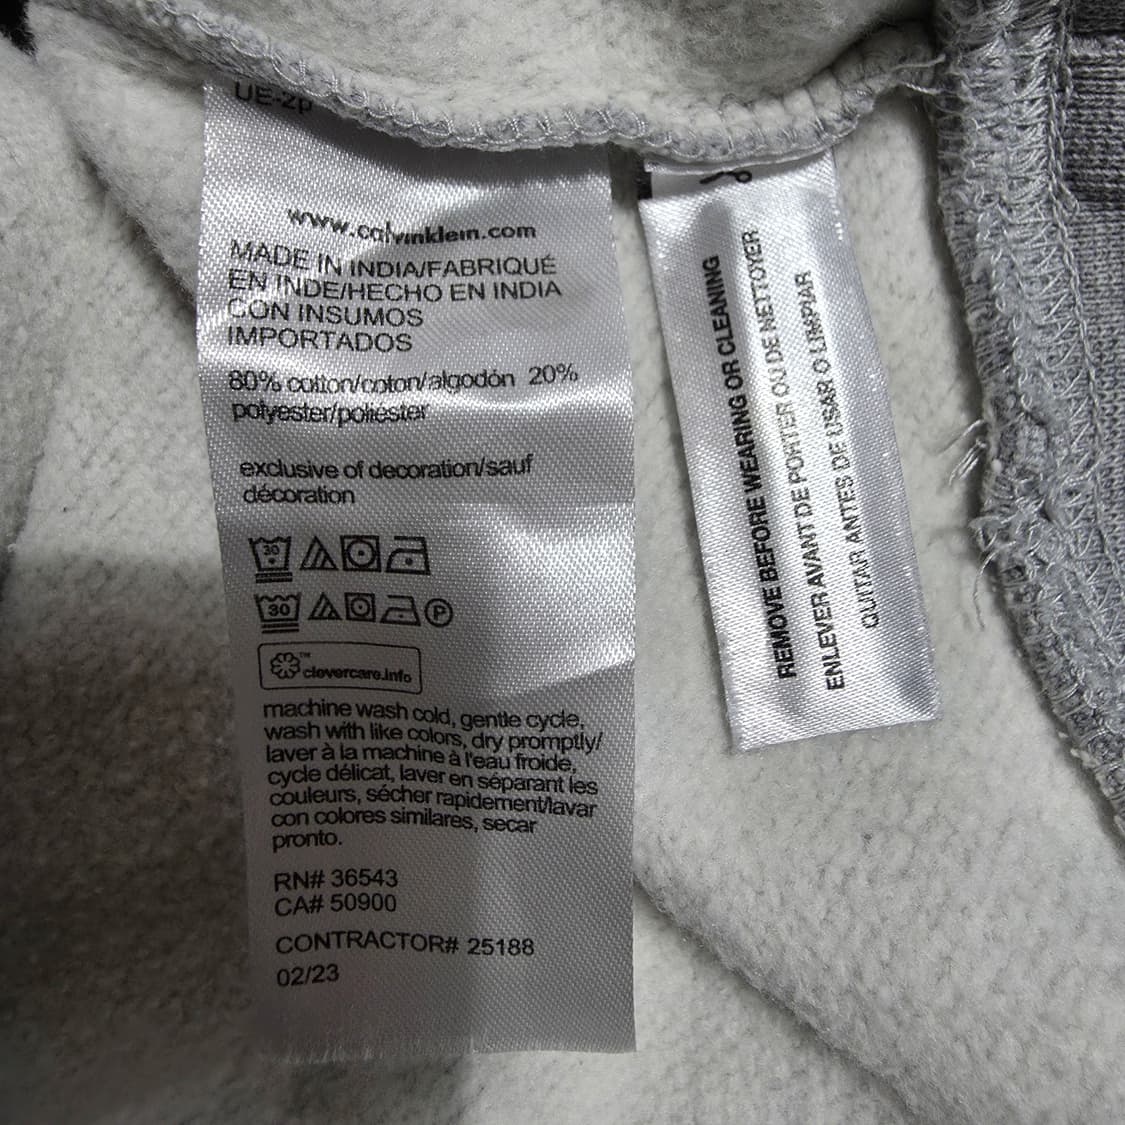 UE-2p
www.calvinklein.com
MADE IN INDIA/FABRIQUÉ
EN INDE/HECHO EN INDIA
CON INSUMOS
IMPORTADOS
80% cotton/coton/algodón 20%
polyester/poliester
exclusive of decoration/sauf
décoration
30
30 P
clevercare.info
machine wash cold, gentle cycle,
wash with like colors, dry promptly/
laver à la machine à l'eau froide,
cycle délicat, laver en séparant les
couleurs, sécher rapidement/lavar
con colores similares, secar
pronto.
RN# 36543
CA# 50900
CONTRACTOR# 25188
02/23
REMOVE BEFORE WEARING OR CLEANING
ENLEVER AVANT DE PORTER OU DE NETTOYER
QUITAR ANTES DE USAR O LIMPIAR